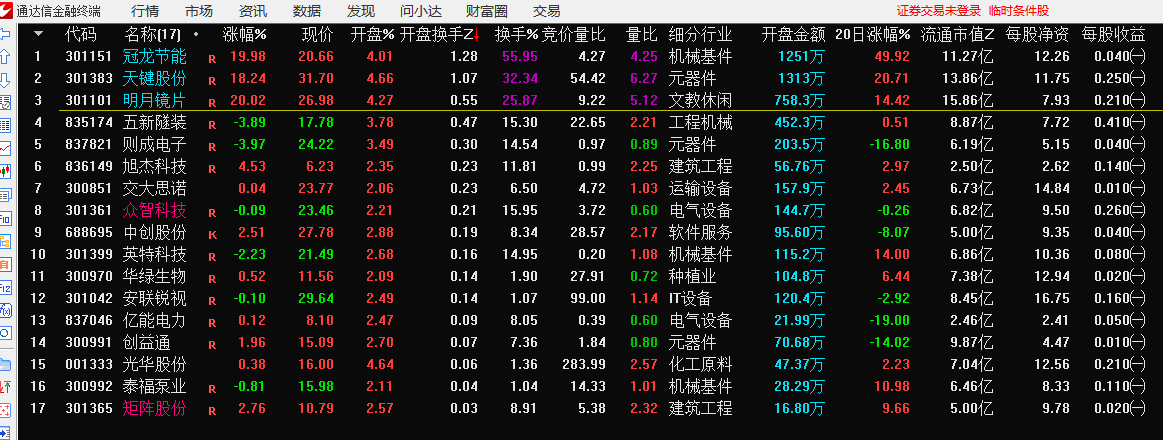 通达信金融终端 行情 市场 资讯 数据 发现 问小达 财富圈 交易 证券交易未登录 临时条件股
代码 名称(17) • 涨幅% 现价 开盘% 开盘换手Z↓ 换手% 竞价量比 量比 细分行业 开盘金额 20日涨幅% 流通市值Z 每股净资 每股收益
1 301151 冠龙节能 R 19.98 20.66 4.01 1.28 55.95 4.27 4.25 机械基件 1251万 49.92 11.27亿 12.26 0.040(一)
2 301383 天键股份 R 18.24 31.70 4.66 1.07 32.34 54.42 6.27 元器件 1313万 20.71 13.86亿 11.75 0.250(一)
3 301101 明月镜片 R 20.02 26.98 4.27 0.55 25.87 9.22 5.12 文教休闲 758.3万 14.42 15.86亿 7.93 0.210(一)
4 835174 五新隧装 R -3.89 17.78 3.78 0.47 15.30 22.65 2.21 工程机械 452.3万 0.51 8.87亿 7.72 0.410(一)
5 837821 则成电子 R -3.97 24.22 3.49 0.30 14.54 0.97 0.89 元器件 203.5万 -16.80 6.19亿 5.15 0.040(一)
6 836149 旭杰科技 R 4.53 6.23 2.35 0.23 11.81 0.99 2.25 建筑工程 56.76万 2.97 2.50亿 2.62 0.140(一)
7 300851 交大思诺 0.04 23.77 2.06 0.23 6.50 4.72 1.03 运输设备 157.9万 2.45 6.73亿 14.84 0.010(一)
8 301361 众智科技 R -0.09 23.46 2.21 0.21 15.95 3.72 0.60 电气设备 144.7万 -0.26 6.82亿 9.50 0.260(一)
9 688695 中创股份 K 2.51 27.78 2.88 0.19 8.34 28.57 2.17 软件服务 95.60万 -8.07 5.00亿 9.35 0.040(一)
10 301399 英特科技 R -2.23 21.49 2.68 0.16 14.95 0.20 1.08 机械基件 115.2万 14.00 6.86亿 10.36 0.080(一)
11 300970 华绿生物 R 0.52 11.56 2.09 0.14 1.90 27.91 0.72 种植业 104.8万 6.44 7.38亿 12.94 0.020(一)
12 301042 安联锐视 R -0.10 29.64 2.49 0.14 1.07 99.00 1.14 IT设备 120.4万 -2.92 8.45亿 16.75 0.160(一)
13 837046 亿能电力 R 0.12 8.10 2.47 0.09 8.05 0.39 0.60 电气设备 21.99万 -19.00 2.46亿 2.41 0.050(一)
14 300991 创益通 R 1.96 15.09 2.70 0.07 7.36 1.84 0.80 元器件 70.68万 -14.02 9.87亿 4.47 0.010(一)
15 001333 光华股份 0.38 16.00 4.64 0.06 1.36 283.99 2.57 化工原料 47.37万 2.23 7.04亿 12.56 0.210(一)
16 300992 泰福泵业 R -0.81 15.98 2.11 0.04 1.04 14.33 1.01 机械基件 28.29万 10.98 6.46亿 8.33 0.110(一)
17 301365 矩阵股份 R 2.76 10.79 2.57 0.03 8.91 5.38 2.32 建筑工程 16.80万 9.66 5.00亿 9.78 0.020(一)